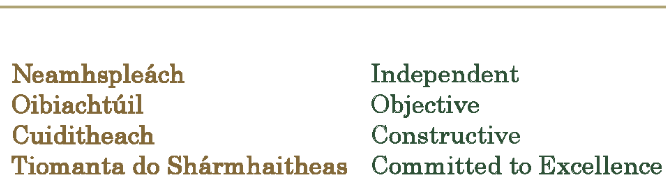 Neamhspleách Independent
Oibiachtúil Objective
Cuiditheach Constructive
Tiomanta do Shármhaitheas Committed to Excellence